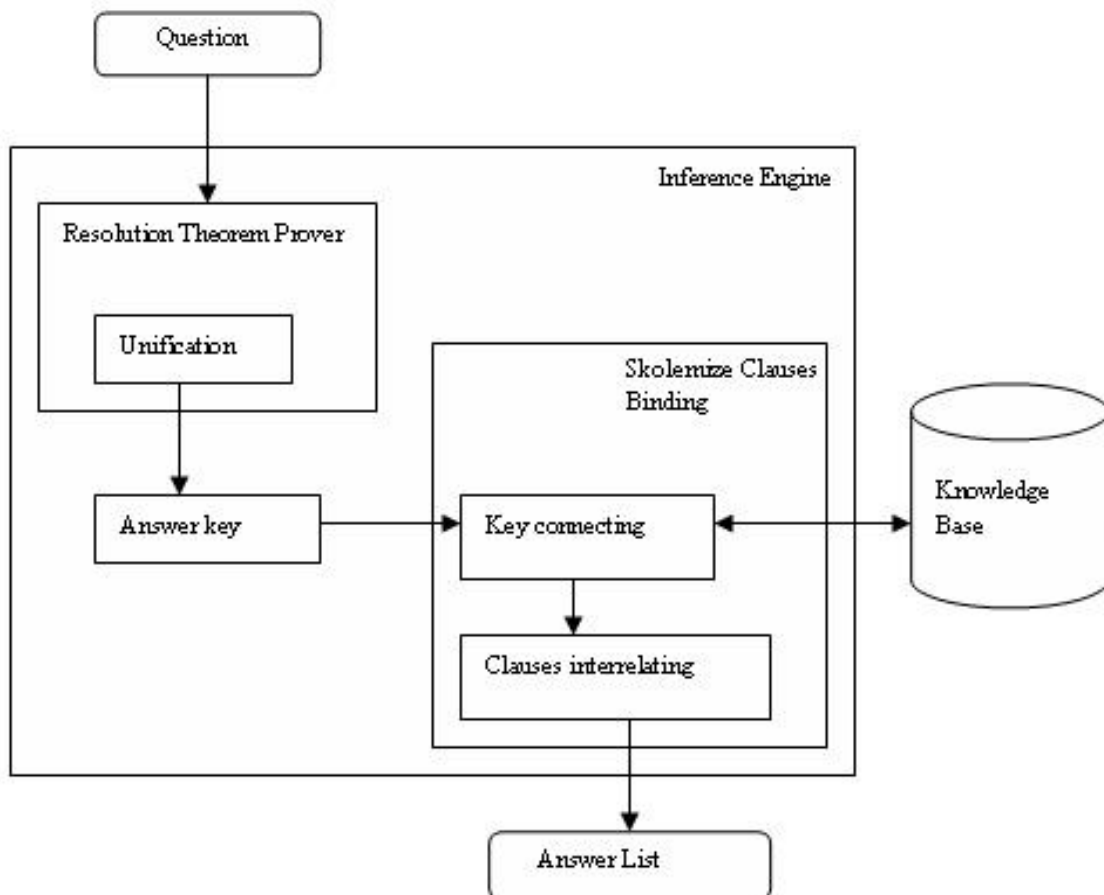 Question
Inference Engine
Resolution Theorem Prover
Unification
Skolemize Clauses
Binding
Answer key
Key connecting
Knowledge
Base
Clauses interrelating
Answer List